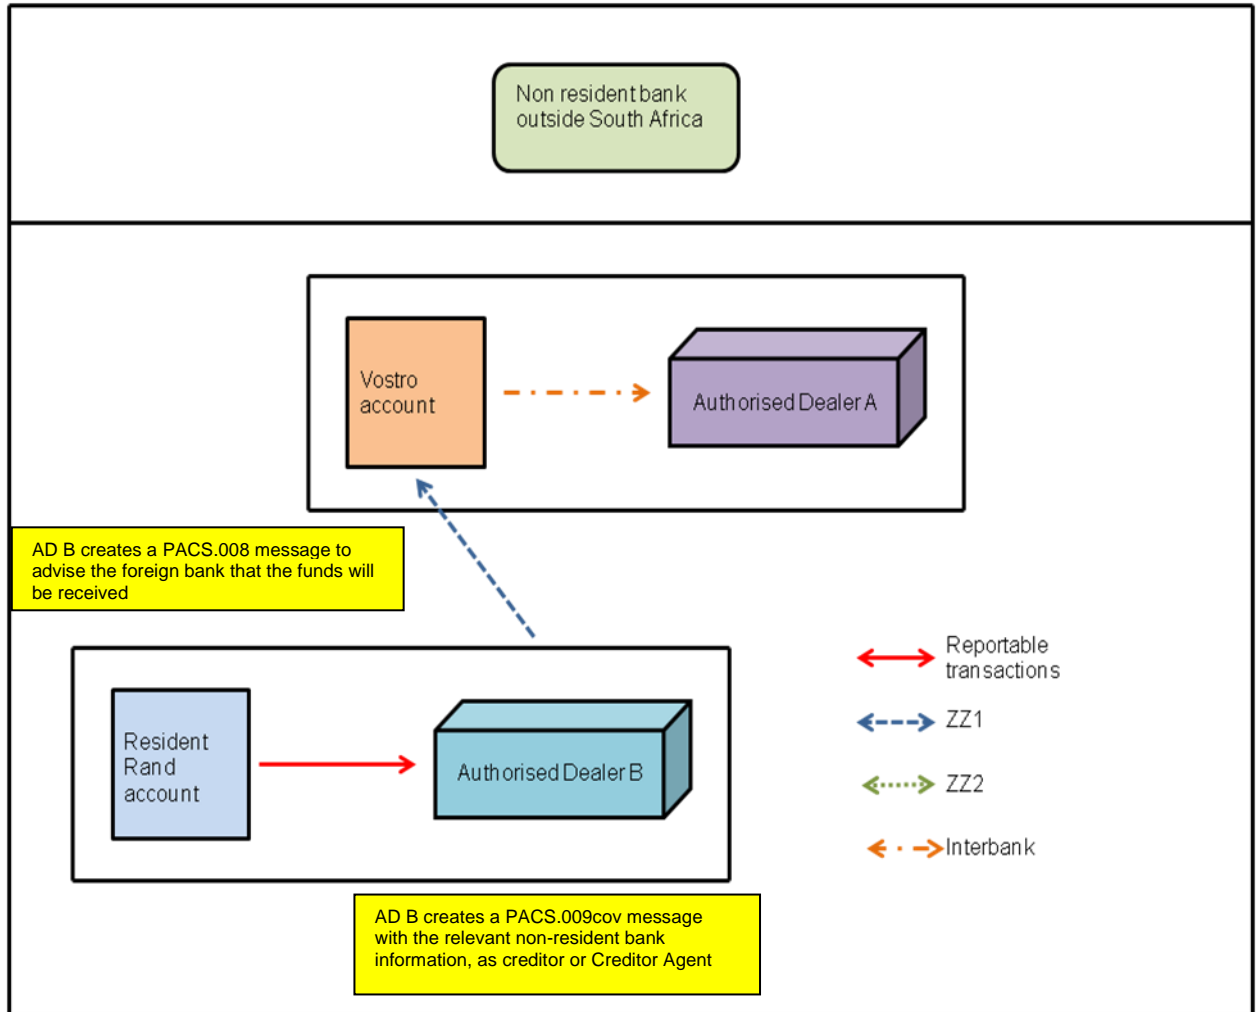 Non resident bank
outside South Africa
Vostro
account
Authorised Dealer A
AD B creates a PACS.008 message to
advise the foreign bank that the funds will
be received
Resident
Rand
account
Authorised Dealer B
Reportable
transactions
ZZ1
ZZ2
Interbank
AD B creates a PACS.009cov message
with the relevant non-resident bank
information, as creditor or Creditor Agent